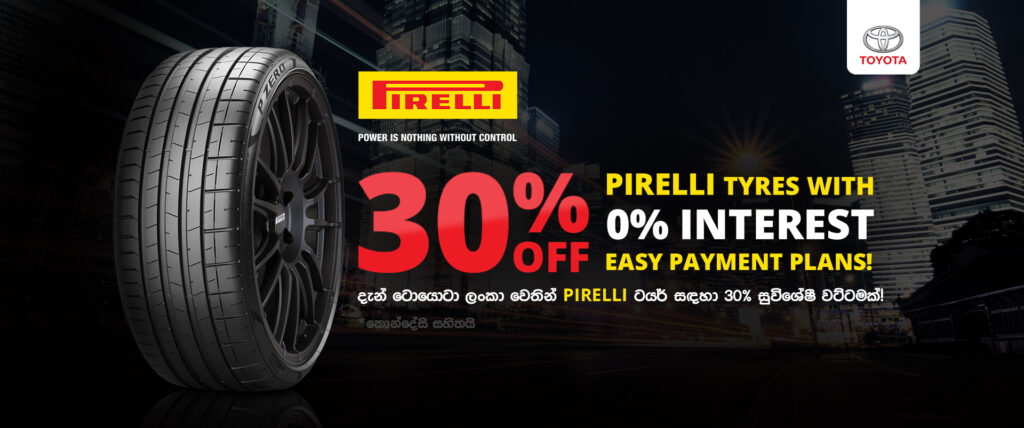 P ZERO
PIRELLI
POWER IS NOTHING WITHOUT CONTROL
TOYOTA
30% OFF
PIRELLI TYRES WITH
0% INTEREST
EASY PAYMENT PLANS!
දැන් ටොයොටා ලංකා වෙතින් PIRELLI ටයර් සඳහා 30% සුවිශේෂී වට්ටමක්!
*කොන්දේසි සහිතයි